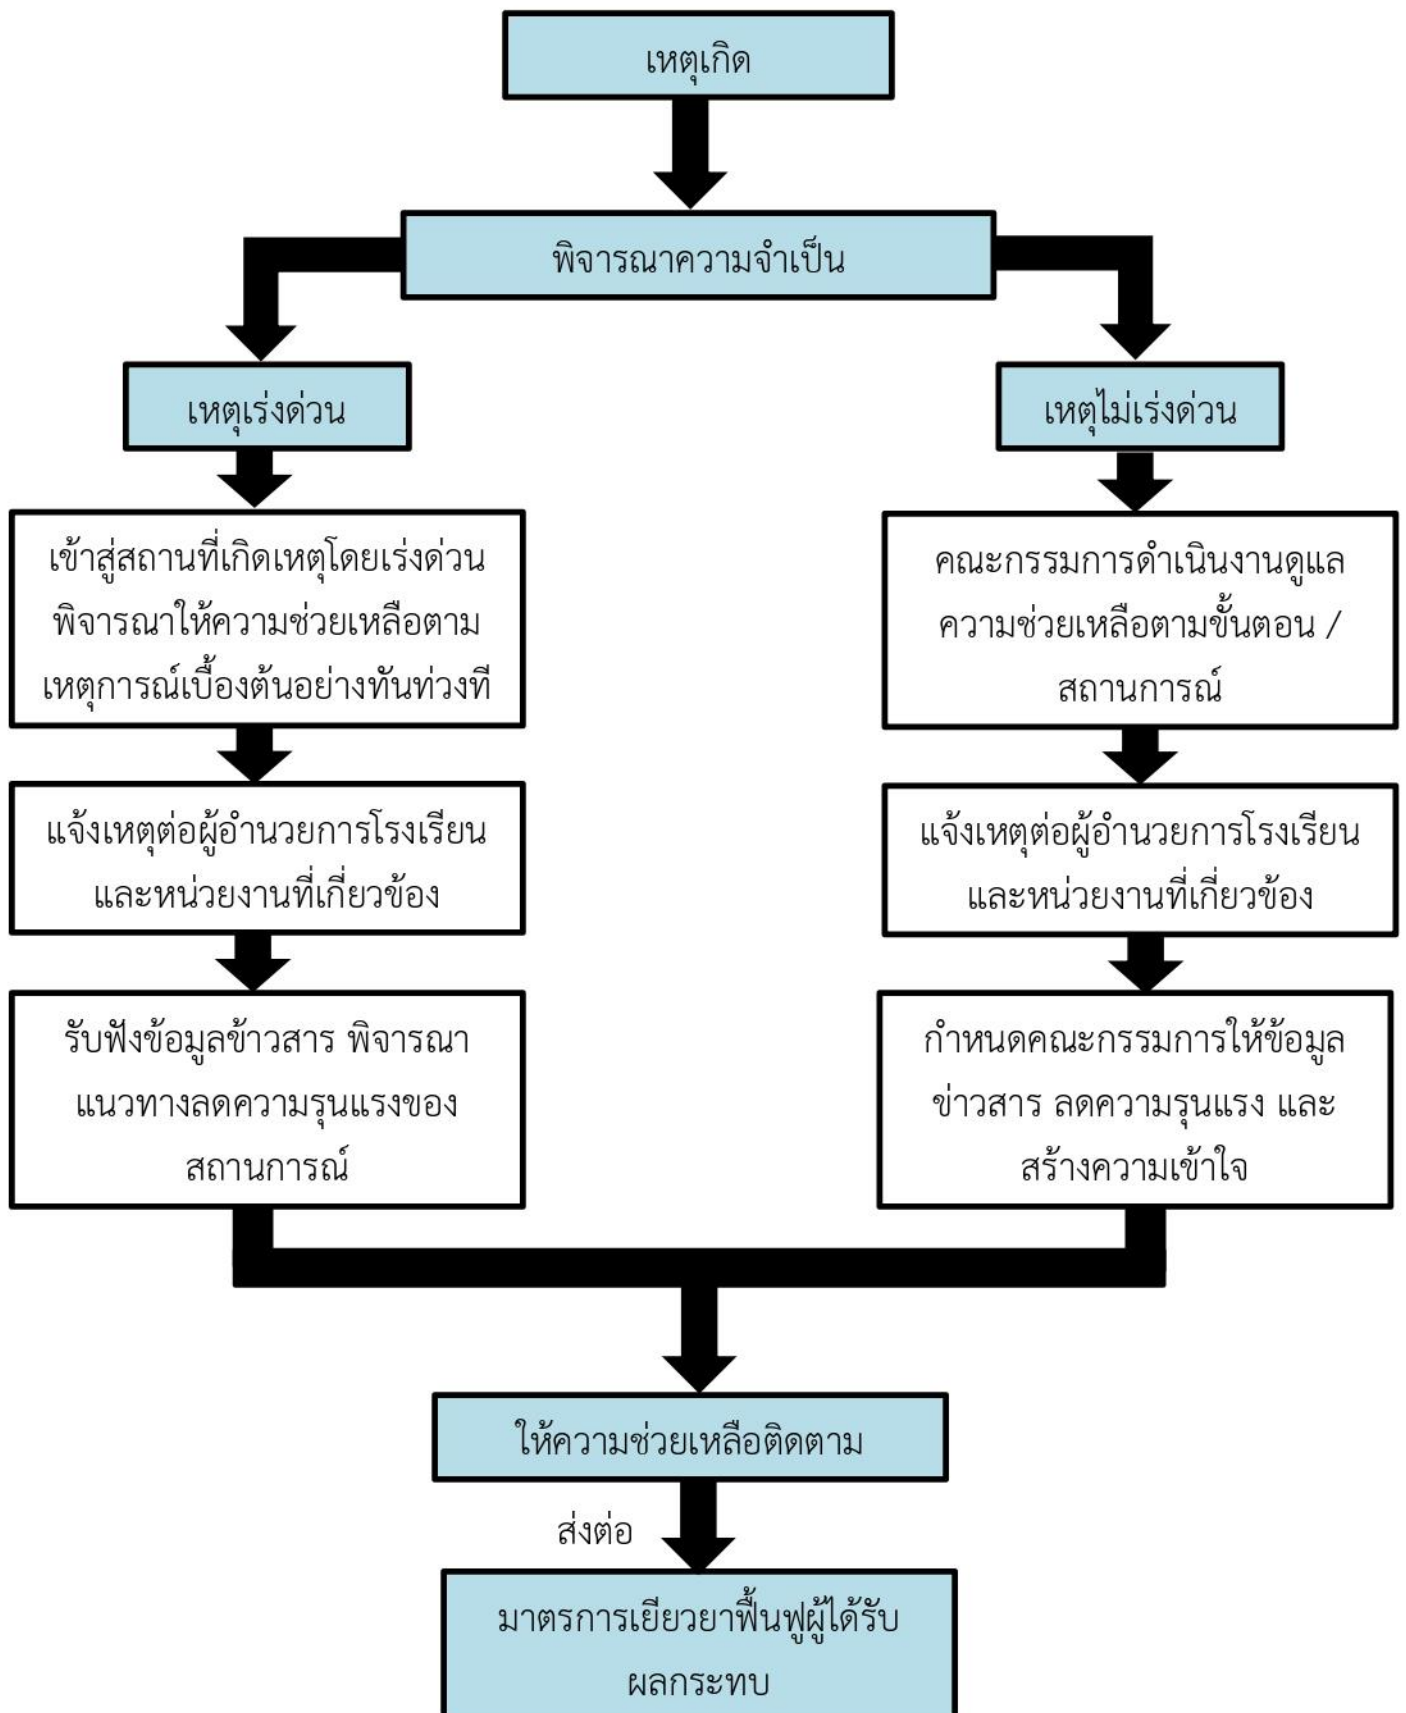 เหตุเกิด
พิจารณาความจำเป็น
เหตุเร่งด่วน
เหตุไม่เร่งด่วน
เข้าสู่สถานที่เกิดเหตุโดยเร่งด่วน
พิจารณาให้ความช่วยเหลือตาม
เหตุการณ์เบื้องต้นอย่างทันท่วงที
คณะกรรมการดำเนินงานดูแล
ความช่วยเหลือตามขั้นตอน /
สถานการณ์
แจ้งเหตุต่อผู้อำนวยการโรงเรียน
และหน่วยงานที่เกี่ยวข้อง
แจ้งเหตุต่อผู้อำนวยการโรงเรียน
และหน่วยงานที่เกี่ยวข้อง
รับฟังข้อมูลข้าวสาร พิจารณา
แนวทางลดความรุนแรงของ
สถานการณ์
กำหนดคณะกรรมการให้ข้อมูล
ข่าวสาร ลดความรุนแรง และ
สร้างความเข้าใจ
ให้ความช่วยเหลือติดตาม
ส่งต่อ
มาตรการเยียวยาฟื้นฟูผู้ได้รับ
ผลกระทบ